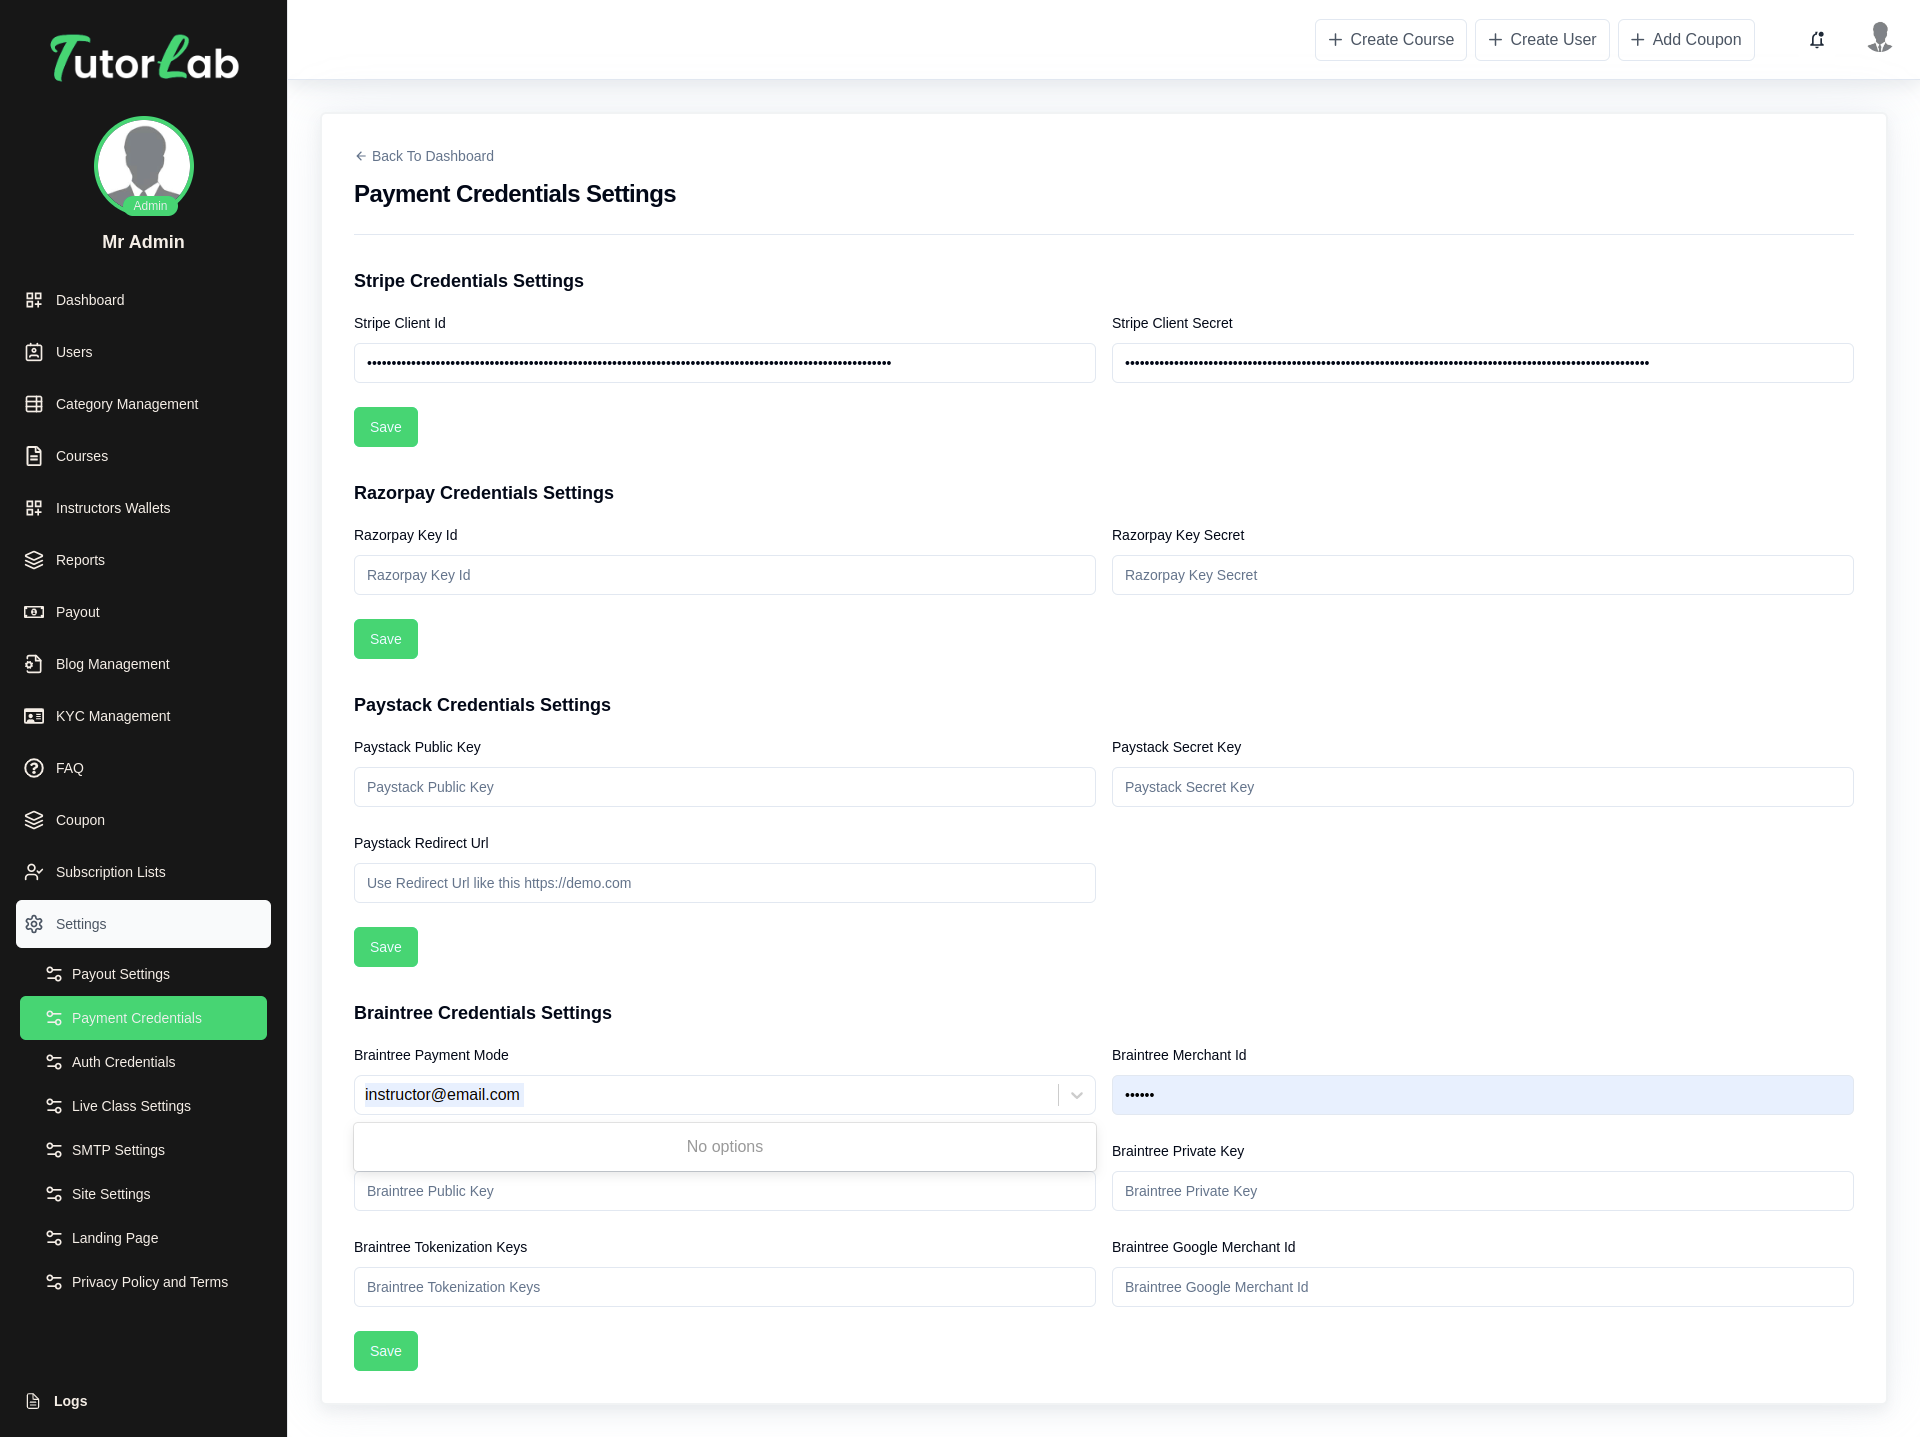 TutorLab
Admin
Mr Admin
Dashboard
Users
Category Management
Courses
Instructors Wallets
Reports
Payout
Blog Management
KYC Management
FAQ
Coupon
Subscription Lists
Settings
Payout Settings
Payment Credentials
Auth Credentials
Live Class Settings
SMTP Settings
Site Settings
Landing Page
Privacy Policy and Terms
Logs
Create Course
Create User
Add Coupon
Back To Dashboard
Payment Credentials Settings
Stripe Credentials Settings
Stripe Client Id
Stripe Client Secret
Save
Razorpay Credentials Settings
Razorpay Key Id
Razorpay Key Secret
Razorpay Key Id
Razorpay Key Secret
Save
Paystack Credentials Settings
Paystack Public Key
Paystack Secret Key
Paystack Public Key
Paystack Secret Key
Paystack Redirect Url
Use Redirect Url like this https://demo.com
Save
Braintree Credentials Settings
Braintree Payment Mode
Braintree Merchant Id
instructor@email.com
••••••
No options
Braintree Private Key
Braintree Public Key
Braintree Private Key
Braintree Tokenization Keys
Braintree Google Merchant Id
Braintree Tokenization Keys
Braintree Google Merchant Id
Save